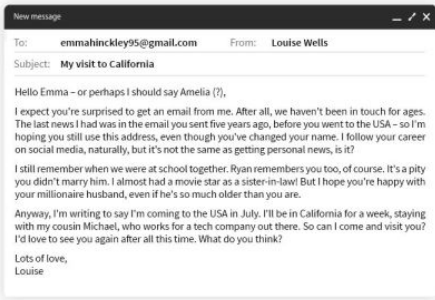 New message
To: emmahinckley95@gmail.com From: Louise Wells
Subject: My visit to California
Hello Emma – or perhaps I should say Amelia (?),
I expect you're surprised to get an email from me. After all, we haven't been in touch for ages.
The last news I had was in the email you sent five years ago, before you went to the USA – so I'm
hoping you still use this address, even though you've changed your name. I follow your career
on social media, naturally, but it's not the same as getting personal news, is it?
I still remember when we were at school together. Ryan remembers you too, of course. It's a pity
you didn't marry him. I almost had a movie star as a sister-in-law! But I hope you're happy with
your millionaire husband, even if he's so much older than you are.
Anyway, I'm writing to say I'm coming to the USA in July. I'll be in California for a week, staying
with my cousin Michael, who works for a tech company out there. So can I come and visit you?
I'd love to see you again after all this time. What do you think?
Lots of love,
Louise